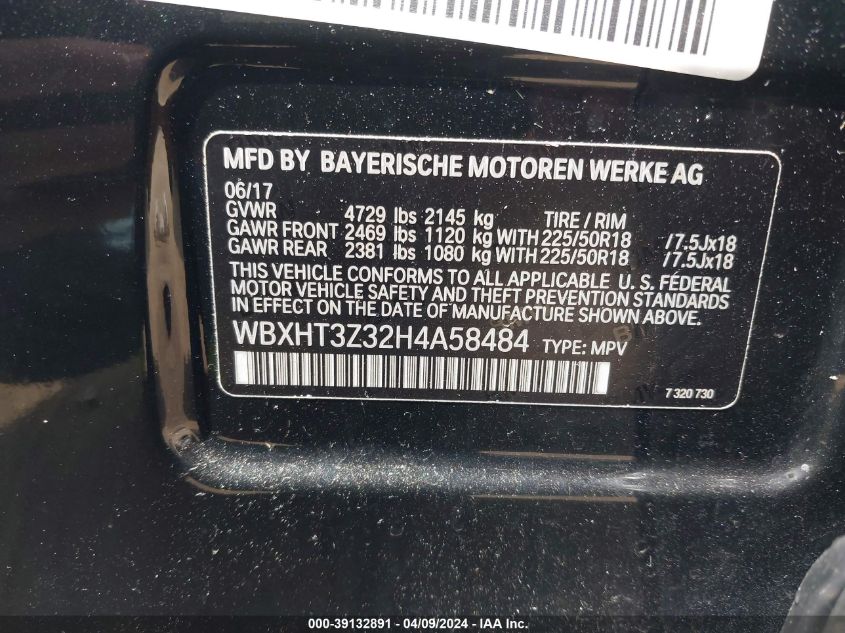 MFD BY BAYERISCHE MOTOREN WERKE AG
06/17
GVWR 4729 lbs 2145 kg TIRE / RIM
GAWR FRONT 2469 lbs 1120 kg WITH 225/50R18 /7.5Jx18
GAWR REAR 2381 lbs 1080 kg WITH 225/50R18 /7.5Jx18
THIS VEHICLE CONFORMS TO ALL APPLICABLE U. S. FEDERAL
MOTOR VEHICLE SAFETY AND THEFT PREVENTION STANDARDS
IN EFFECT ON THE DATE OF MANUFACTURE SHOWN ABOVE.
WBXHT3Z32H4A58484 TYPE: MPV
7 320 730
000-39132891 - 04/09/2024 - IAAI.COM